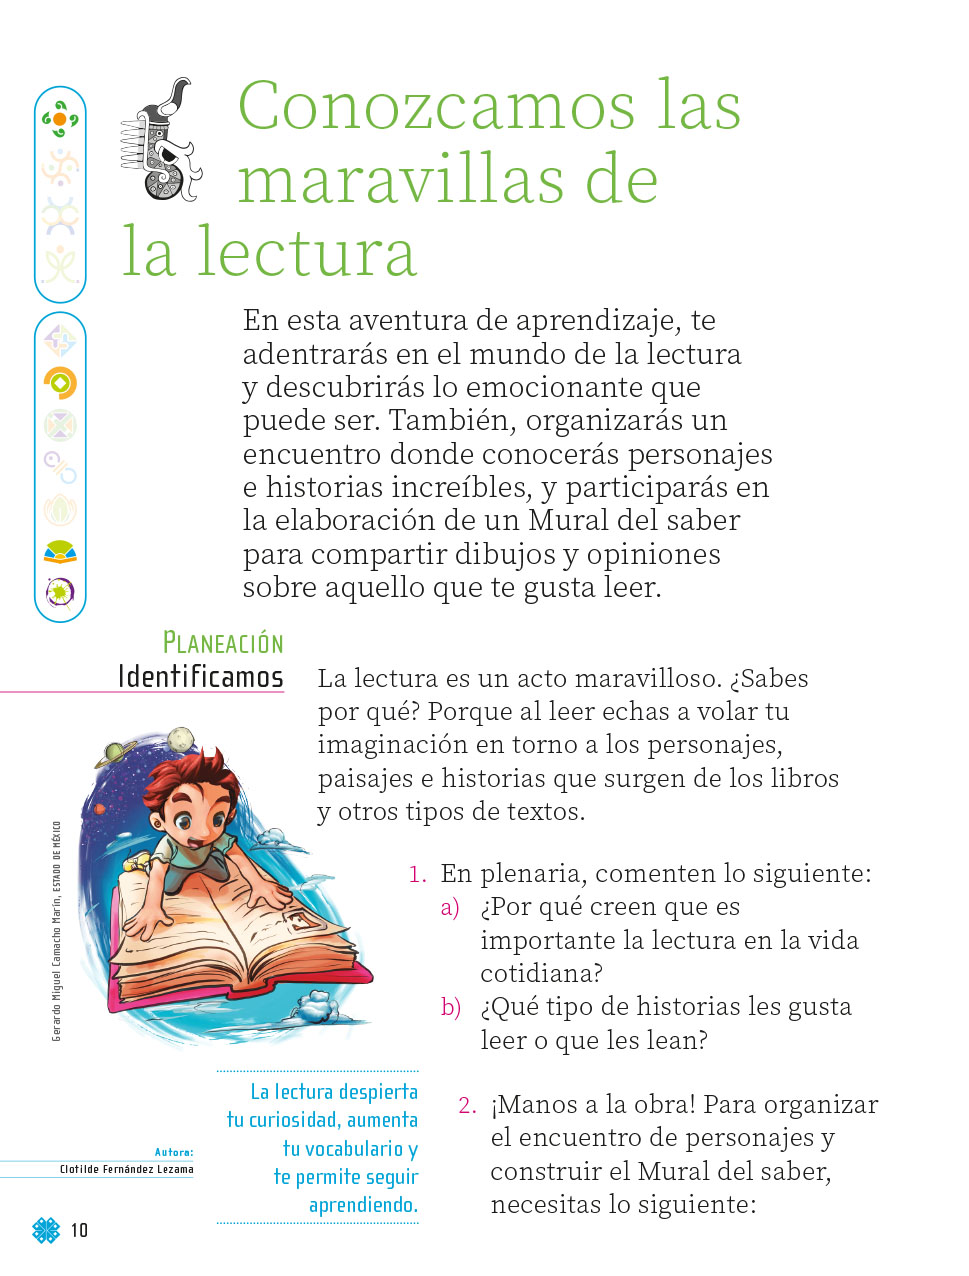 Conozcamos las
maravillas de
la lectura
En esta aventura de aprendizaje, te
adentrarás en el mundo de la lectura
y descubrirás lo emocionante que
puede ser. También, organizarás un
encuentro donde conocerás personajes
e historias increíbles, y participarás en
la elaboración de un Mural del saber
para compartir dibujos y opiniones
sobre aquello que te gusta leer.
Planeación
Identificamos
La lectura es un acto maravilloso. ¿Sabes
por qué? Porque al leer echas a volar tu
imaginación en torno a los personajes,
paisajes e historias que surgen de los libros
y otros tipos de textos.
Gerardo Miguel Camacho Marín, ESTADO DE MÉXICO
1. En plenaria, comenten lo siguiente:
a) ¿Por qué creen que es
importante la lectura en la vida
cotidiana?
b) ¿Qué tipo de historias les gusta
leer o que les lean?
La lectura despierta
tu curiosidad, aumenta
tu vocabulario y
te permite seguir
aprendiendo.
2. ¡Manos a la obra! Para organizar
el encuentro de personajes y
construir el Mural del saber,
necesitas lo siguiente:
Autora:
Clotilde Fernández Lezama
10